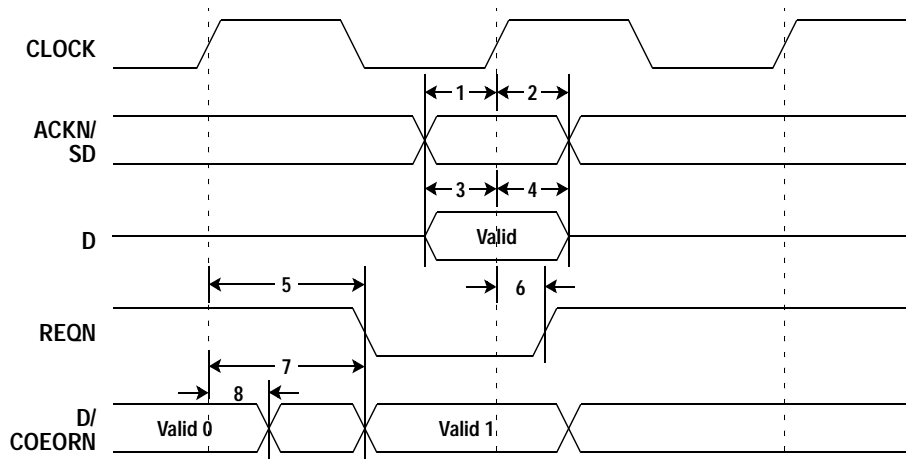 CLOCK
1 2
ACKN/
SD
3 4
D
Valid
5 6
REQN
7
8
D/
COEORN
Valid 0 Valid 1